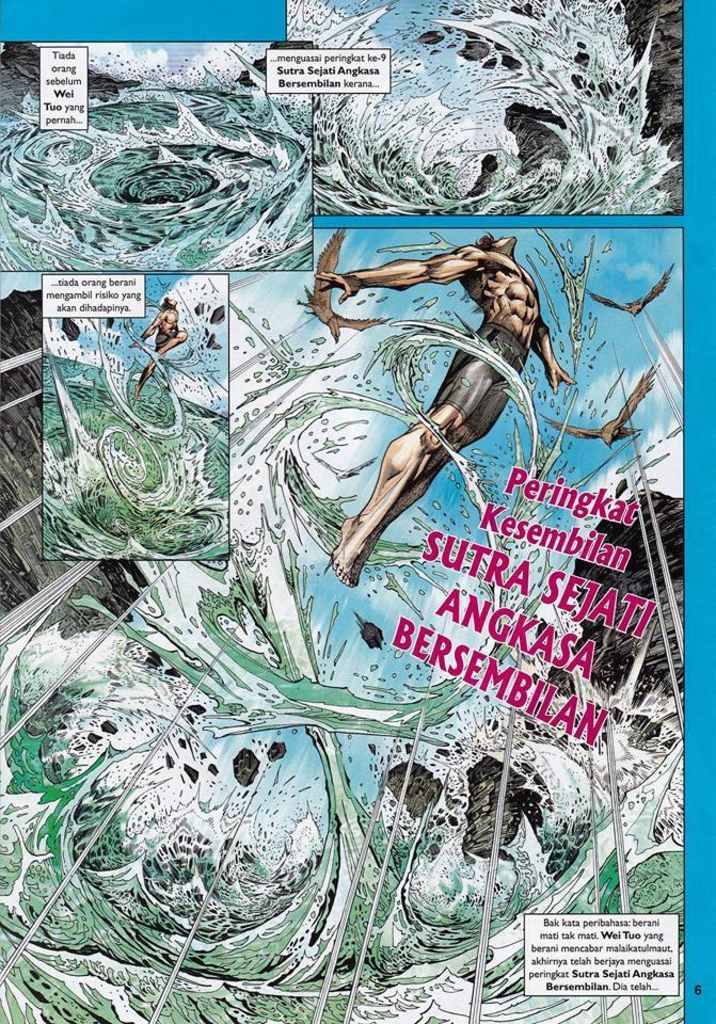 Tiada
orang
sebelum
Wei
Tuo yang
pernah...
...menguasai peringkat ke-9
Sutra Sejati Angkasa
Bersembilan kerana...
...tiada orang berani
mengambil risiko yang
akan dihadapinya.
Peringkat
Kesembilan
SUTRA SEJATI
ANGKASA
BERSEMBILAN
Bak kata peribahasa: berani
mati tak mati. Wei Tuo yang
berani mencabar malaikatulmaut,
akhirnya telah berjaya menguasai
peringkat Sutra Sejati Angkasa
Bersembilan. Dia telah...
6